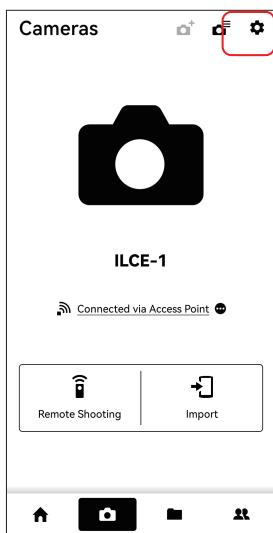 Cameras
ILCE-1
Connected via Access Point
Remote Shooting
Import